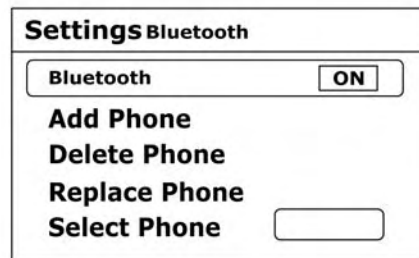 Settings Bluetooth
Bluetooth ON
Add Phone
Delete Phone
Replace Phone
Select Phone